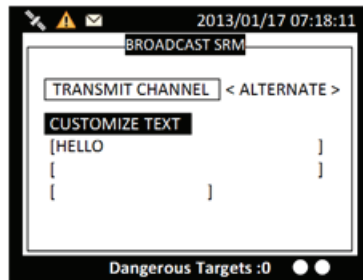 2013/01/17 07:18:11
BROADCAST SRM
TRANSMIT CHANNEL < ALTERNATE >
CUSTOMIZE TEXT
[HELLO ]
[ ]
[ ]
Dangerous Targets :0